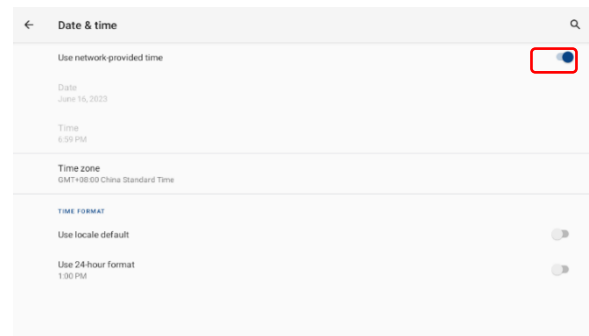 Date & time
Use network-provided time
Date
June 16, 2023
Time
6:59 PM
Time zone
GMT+08:00 China Standard Time
TIME FORMAT
Use locale default
Use 24-hour format
1:00 PM